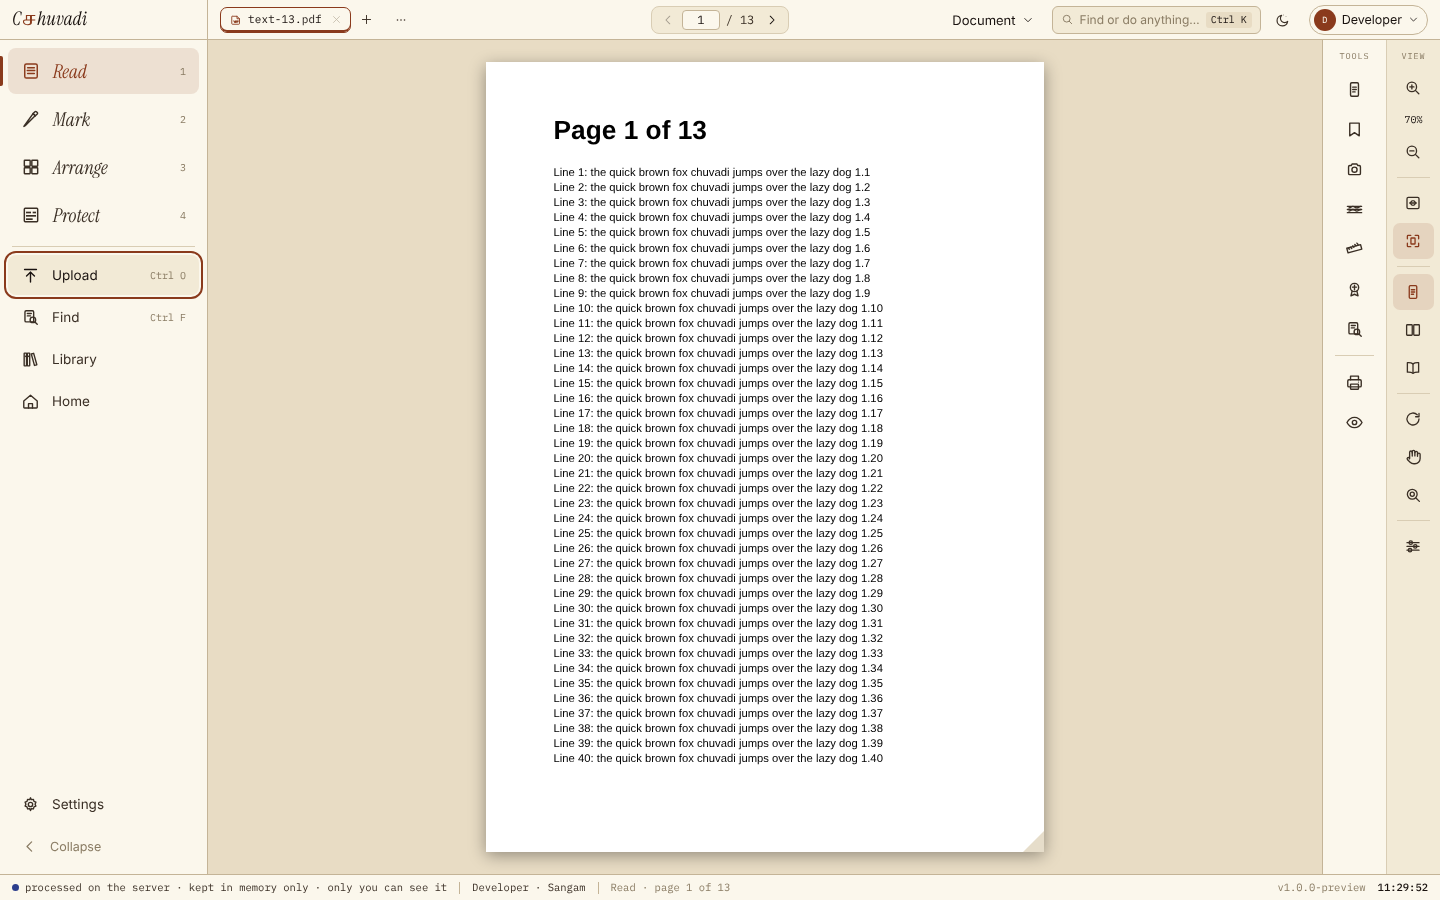 Chuvadi
text-13.pdf
1 / 13
Document
Find or do anything...
Ctrl K
D
Developer
Read 1
Mark 2
Arrange 3
Protect 4
Upload Ctrl O
Find Ctrl F
Library
Home
Settings
Collapse
Page 1 of 13
Line 1: the quick brown fox chuvadi jumps over the lazy dog 1.1
Line 2: the quick brown fox chuvadi jumps over the lazy dog 1.2
Line 3: the quick brown fox chuvadi jumps over the lazy dog 1.3
Line 4: the quick brown fox chuvadi jumps over the lazy dog 1.4
Line 5: the quick brown fox chuvadi jumps over the lazy dog 1.5
Line 6: the quick brown fox chuvadi jumps over the lazy dog 1.6
Line 7: the quick brown fox chuvadi jumps over the lazy dog 1.7
Line 8: the quick brown fox chuvadi jumps over the lazy dog 1.8
Line 9: the quick brown fox chuvadi jumps over the lazy dog 1.9
Line 10: the quick brown fox chuvadi jumps over the lazy dog 1.10
Line 11: the quick brown fox chuvadi jumps over the lazy dog 1.11
Line 12: the quick brown fox chuvadi jumps over the lazy dog 1.12
Line 13: the quick brown fox chuvadi jumps over the lazy dog 1.13
Line 14: the quick brown fox chuvadi jumps over the lazy dog 1.14
Line 15: the quick brown fox chuvadi jumps over the lazy dog 1.15
Line 16: the quick brown fox chuvadi jumps over the lazy dog 1.16
Line 17: the quick brown fox chuvadi jumps over the lazy dog 1.17
Line 18: the quick brown fox chuvadi jumps over the lazy dog 1.18
Line 19: the quick brown fox chuvadi jumps over the lazy dog 1.19
Line 20: the quick brown fox chuvadi jumps over the lazy dog 1.20
Line 21: the quick brown fox chuvadi jumps over the lazy dog 1.21
Line 22: the quick brown fox chuvadi jumps over the lazy dog 1.22
Line 23: the quick brown fox chuvadi jumps over the lazy dog 1.23
Line 24: the quick brown fox chuvadi jumps over the lazy dog 1.24
Line 25: the quick brown fox chuvadi jumps over the lazy dog 1.25
Line 26: the quick brown fox chuvadi jumps over the lazy dog 1.26
Line 27: the quick brown fox chuvadi jumps over the lazy dog 1.27
Line 28: the quick brown fox chuvadi jumps over the lazy dog 1.28
Line 29: the quick brown fox chuvadi jumps over the lazy dog 1.29
Line 30: the quick brown fox chuvadi jumps over the lazy dog 1.30
Line 31: the quick brown fox chuvadi jumps over the lazy dog 1.31
Line 32: the quick brown fox chuvadi jumps over the lazy dog 1.32
Line 33: the quick brown fox chuvadi jumps over the lazy dog 1.33
Line 34: the quick brown fox chuvadi jumps over the lazy dog 1.34
Line 35: the quick brown fox chuvadi jumps over the lazy dog 1.35
Line 36: the quick brown fox chuvadi jumps over the lazy dog 1.36
Line 37: the quick brown fox chuvadi jumps over the lazy dog 1.37
Line 38: the quick brown fox chuvadi jumps over the lazy dog 1.38
Line 39: the quick brown fox chuvadi jumps over the lazy dog 1.39
Line 40: the quick brown fox chuvadi jumps over the lazy dog 1.40
TOOLS
VIEW
70%
processed on the server · kept in memory only · only you can see it | Developer · Sangam | Read · page 1 of 13
v1.0.0-preview 11:29:52